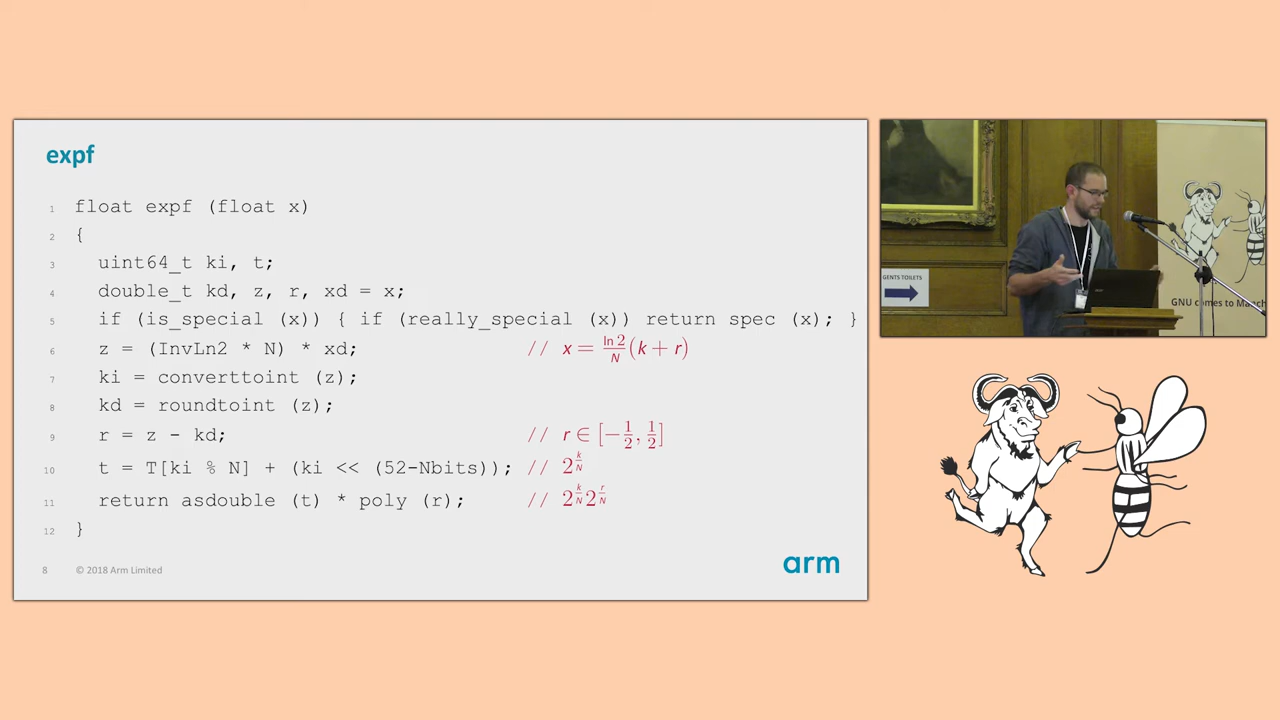 expf
1 float expf (float x)
2 {
3 uint64_t ki, t;
4 double_t kd, z, r, xd = x;
5 if (is_special (x)) { if (really_special (x)) return spec (x); }
6 z = (InvLn2 * N) * xd; // x = ln 2/N (k + r)
7 ki = converttoint (z);
8 kd = roundtoint (z);
9 r = z - kd; // r ∈ [−1/2, 1/2]
10 t = T[ki % N] + (ki << (52-Nbits)); // 2^(k/N)
11 return asdouble (t) * poly (r); // 2^(k/N) 2^(r/N)
12 }
8 © 2018 Arm Limited
arm
GENTS TOILETS
GNU comes to Manch